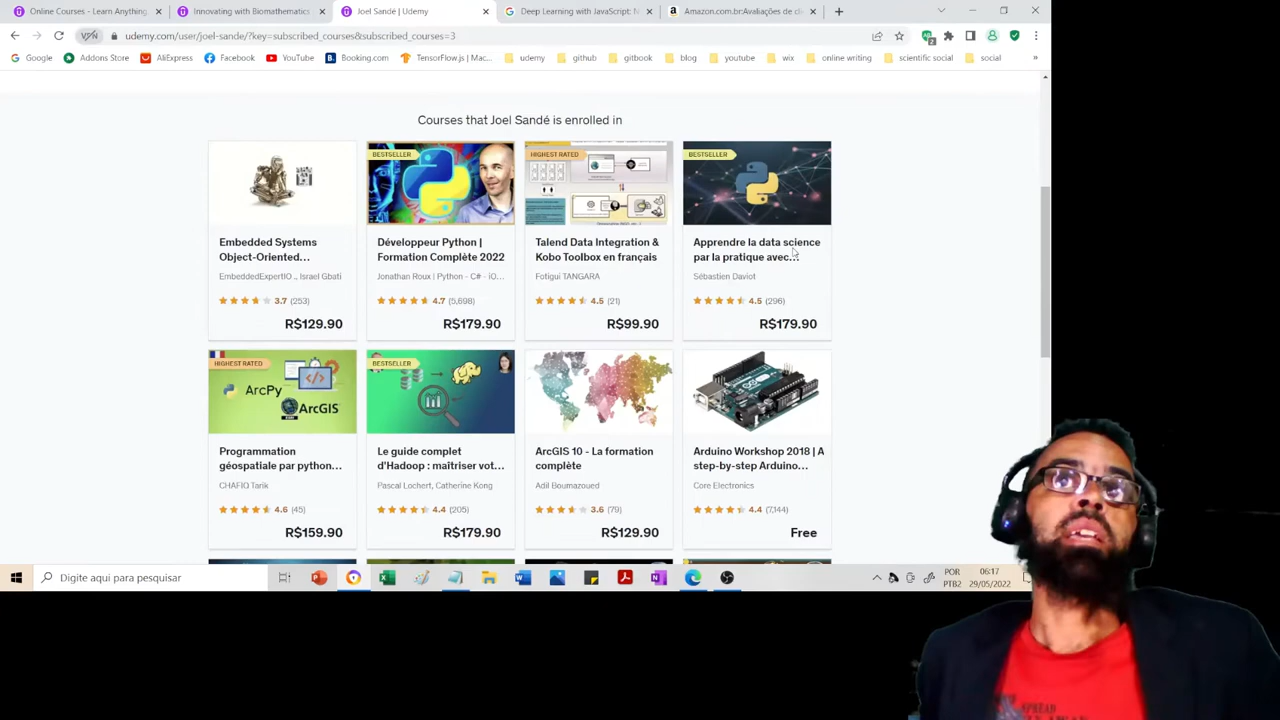 Online Courses - Learn Anything,
Innovating with Biomathematics
Joel Sandé | Udemy
Deep Learning with JavaScript: N
Amazon.com.br:Avaliações de cli
VPN
udemy.com/user/joel-sande/?key=subscribed_courses&subscribed_courses=3
2
Google
Addons Store
AliExpress
Facebook
YouTube
Booking.com
TensorFlow.js | Mac...
udemy
github
gitbook
blog
youtube
wix
online writing
scientific social
social
Courses that Joel Sandé is enrolled in
BESTSELLER
HIGHEST RATED
BESTSELLER
Embedded Systems
Object-Oriented...
EmbeddedExpertIO ., Israel Gbati
3.7 (253)
R$129.90
Développeur Python |
Formation Complète 2022
Jonathan Roux | Python - C# - iO...
4.7 (5,698)
R$179.90
Talend Data Integration &
Kobo Toolbox en français
Fotigui TANGARA
4.5 (21)
R$99.90
Apprendre la data science
par la pratique avec...
Sébastien Daviot
4.5 (296)
R$179.90
HIGHEST RATED
ArcPy
ArcGIS
BESTSELLER
Programmation
géospatiale par python...
CHAFIQ Tarik
4.6 (45)
R$159.90
Le guide complet
d'Hadoop : maîtriser vot...
Pascal Lochert, Catherine Kong
4.4 (205)
R$179.90
ArcGIS 10 - La formation
complète
Adil Boumazoued
3.6 (79)
R$129.90
Arduino Workshop 2018 | A
step-by-step Arduino...
Core Electronics
4.4 (7,144)
Free
Digite aqui para pesquisar
POR
PTB2
06:17
29/05/2022
SPREAD